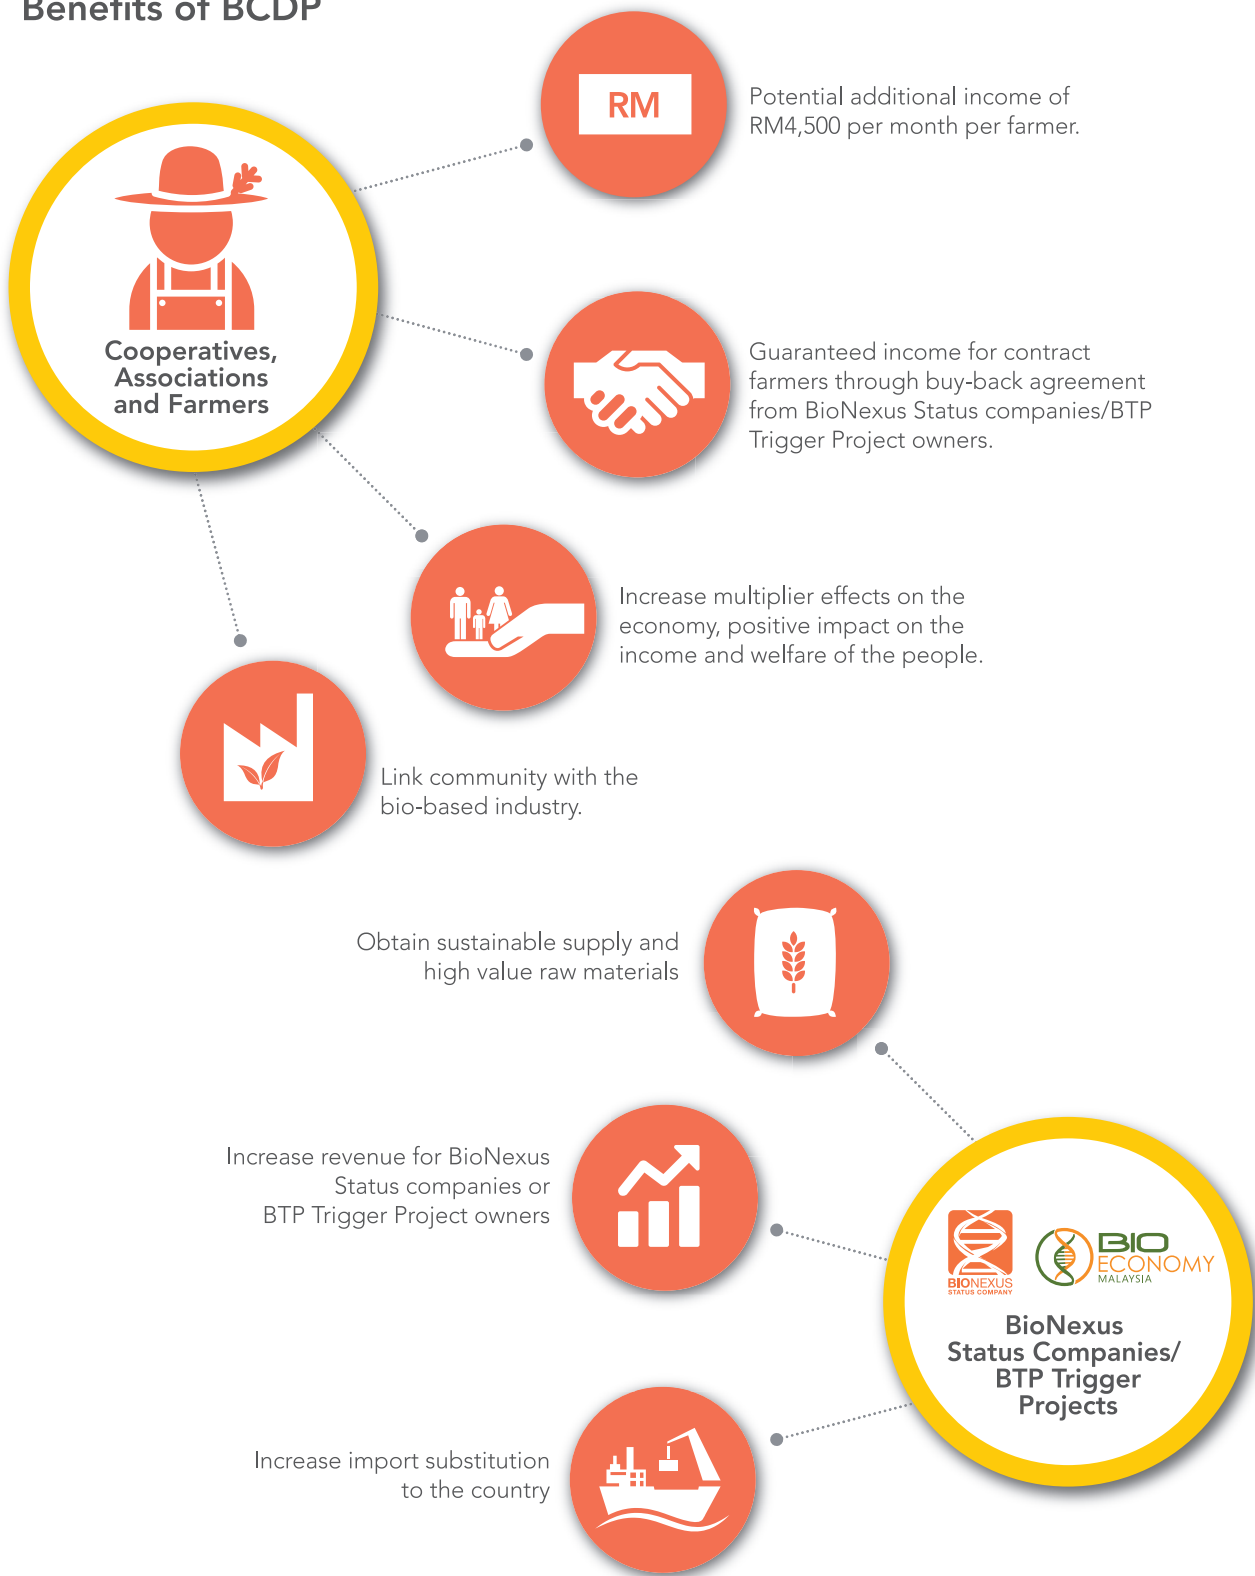 Benefits of BCDP
RM
Potential additional income of
RM4,500 per month per farmer.
Cooperatives,
Associations
and Farmers
Guaranteed income for contract
farmers through buy-back agreement
from BioNexus Status companies/BTP
Trigger Project owners.
Increase multiplier effects on the
economy, positive impact on the
income and welfare of the people.
Link community with the
bio-based industry.
Obtain sustainable supply and
high value raw materials
Increase revenue for BioNexus
Status companies or
BTP Trigger Project owners
BIONEXUS
STATUS COMPANY
BIO
ECONOMY
MALAYSIA
BioNexus
Status Companies/
BTP Trigger
Projects
Increase import substitution
to the country